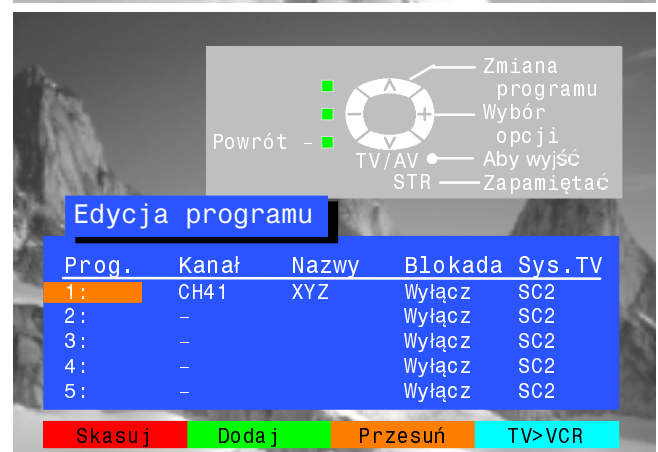 Zmiana
programu
Wybór
Powrót – opcji
TV/AV Aby wyjść
STR Zapamiętać
Edycja programu
Prog. Kanał Nazwy Blokada Sys.TV
1: CH41 XYZ Wyłącz SC2
2: – Wyłącz SC2
3: – Wyłącz SC2
4: – Wyłącz SC2
5: – Wyłącz SC2
Skasuj Dodaj Przesuń TV>VCR